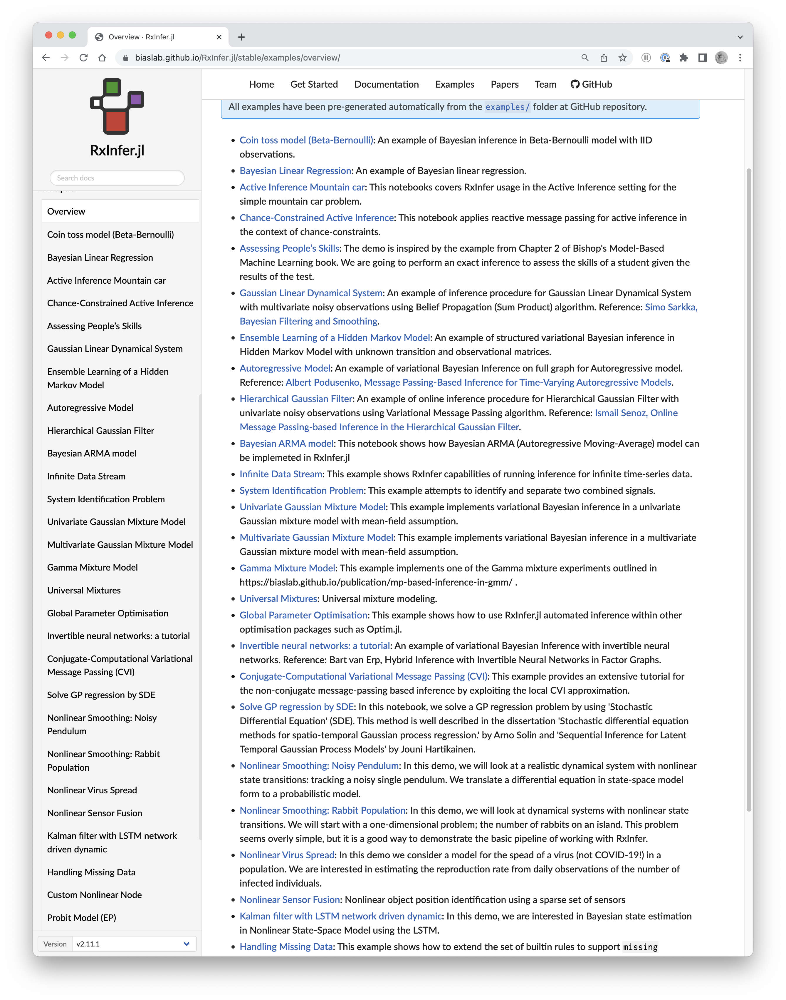 Overview · RxInfer.jl
biaslab.github.io/RxInfer.jl/stable/examples/overview/
RxInfer.jl
Search docs
Overview
Coin toss model (Beta-Bernoulli)
Bayesian Linear Regression
Active Inference Mountain car
Chance-Constrained Active Inference
Assessing People’s Skills
Gaussian Linear Dynamical System
Ensemble Learning of a Hidden
Markov Model
Autoregressive Model
Hierarchical Gaussian Filter
Bayesian ARMA model
Infinite Data Stream
System Identification Problem
Univariate Gaussian Mixture Model
Multivariate Gaussian Mixture Model
Gamma Mixture Model
Universal Mixtures
Global Parameter Optimisation
Invertible neural networks: a tutorial
Conjugate-Computational Variational
Message Passing (CVI)
Solve GP regression by SDE
Nonlinear Smoothing: Noisy
Pendulum
Nonlinear Smoothing: Rabbit
Population
Nonlinear Virus Spread
Nonlinear Sensor Fusion
Kalman filter with LSTM network
driven dynamic
Handling Missing Data
Custom Nonlinear Node
Probit Model (EP)
Version v2.11.1
Home Get Started Documentation Examples Papers Team GitHub
All examples have been pre-generated automatically from the examples/ folder at GitHub repository.
• Coin toss model (Beta-Bernoulli): An example of Bayesian inference in Beta-Bernoulli model with IID
observations.
• Bayesian Linear Regression: An example of Bayesian linear regression.
• Active Inference Mountain car: This notebooks covers RxInfer usage in the Active Inference setting for the
simple mountain car problem.
• Chance-Constrained Active Inference: This notebook applies reactive message passing for active inference in
the context of chance-constraints.
• Assessing People’s Skills: The demo is inspired by the example from Chapter 2 of Bishop's Model-Based
Machine Learning book. We are going to perform an exact inference to assess the skills of a student given the
results of the test.
• Gaussian Linear Dynamical System: An example of inference procedure for Gaussian Linear Dynamical System
with multivariate noisy observations using Belief Propagation (Sum Product) algorithm. Reference: Simo Sarkka,
Bayesian Filtering and Smoothing.
• Ensemble Learning of a Hidden Markov Model: An example of structured variational Bayesian inference in
Hidden Markov Model with unknown transition and observational matrices.
• Autoregressive Model: An example of variational Bayesian Inference on full graph for Autoregressive model.
Reference: Albert Podusenko, Message Passing-Based Inference for Time-Varying Autoregressive Models.
• Hierarchical Gaussian Filter: An example of online inference procedure for Hierarchical Gaussian Filter with
univariate noisy observations using Variational Message Passing algorithm. Reference: Ismail Senoz, Online
Message Passing-based Inference in the Hierarchical Gaussian Filter.
• Bayesian ARMA model: This notebook shows how Bayesian ARMA (Autoregressive Moving-Average) model can
be implemeted in RxInfer.jl
• Infinite Data Stream: This example shows RxInfer capabilities of running inference for infinite time-series data.
• System Identification Problem: This example attempts to identify and separate two combined signals.
• Univariate Gaussian Mixture Model: This example implements variational Bayesian inference in a univariate
Gaussian mixture model with mean-field assumption.
• Multivariate Gaussian Mixture Model: This example implements variational Bayesian inference in a multivariate
Gaussian mixture model with mean-field assumption.
• Gamma Mixture Model: This example implements one of the Gamma mixture experiments outlined in
https://biaslab.github.io/publication/mp-based-inference-in-gmm/ .
• Universal Mixtures: Universal mixture modeling.
• Global Parameter Optimisation: This example shows how to use RxInfer.jl automated inference within other
optimisation packages such as Optim.jl.
• Invertible neural networks: a tutorial: An example of variational Bayesian Inference with invertible neural
networks. Reference: Bart van Erp, Hybrid Inference with Invertible Neural Networks in Factor Graphs.
• Conjugate-Computational Variational Message Passing (CVI): This example provides an extensive tutorial for
the non-conjugate message-passing based inference by exploiting the local CVI approximation.
• Solve GP regression by SDE: In this notebook, we solve a GP regression problem by using 'Stochastic
Differential Equation' (SDE). This method is well described in the dissertation 'Stochastic differential equation
methods for spatio-temporal Gaussian process regression.' by Arno Solin and 'Sequential Inference for Latent
Temporal Gaussian Process Models' by Jouni Hartikainen.
• Nonlinear Smoothing: Noisy Pendulum: In this demo, we will look at a realistic dynamical system with nonlinear
state transitions: tracking a noisy single pendulum. We translate a differential equation in state-space model
form to a probabilistic model.
• Nonlinear Smoothing: Rabbit Population: In this demo, we will look at dynamical systems with nonlinear state
transitions. We will start with a one-dimensional problem; the number of rabbits on an island. This problem
seems overly simple, but it is a good way to demonstrate the basic pipeline of working with RxInfer.
• Nonlinear Virus Spread: In this demo we consider a model for the spead of a virus (not COVID-19!) in a
population. We are interested in estimating the reproduction rate from daily observations of the number of
infected individuals.
• Nonlinear Sensor Fusion: Nonlinear object position identification using a sparse set of sensors
• Kalman filter with LSTM network driven dynamic: In this demo, we are interested in Bayesian state estimation
in Nonlinear State-Space Model using the LSTM.
• Handling Missing Data: This example shows how to extend the set of builtin rules to support missing